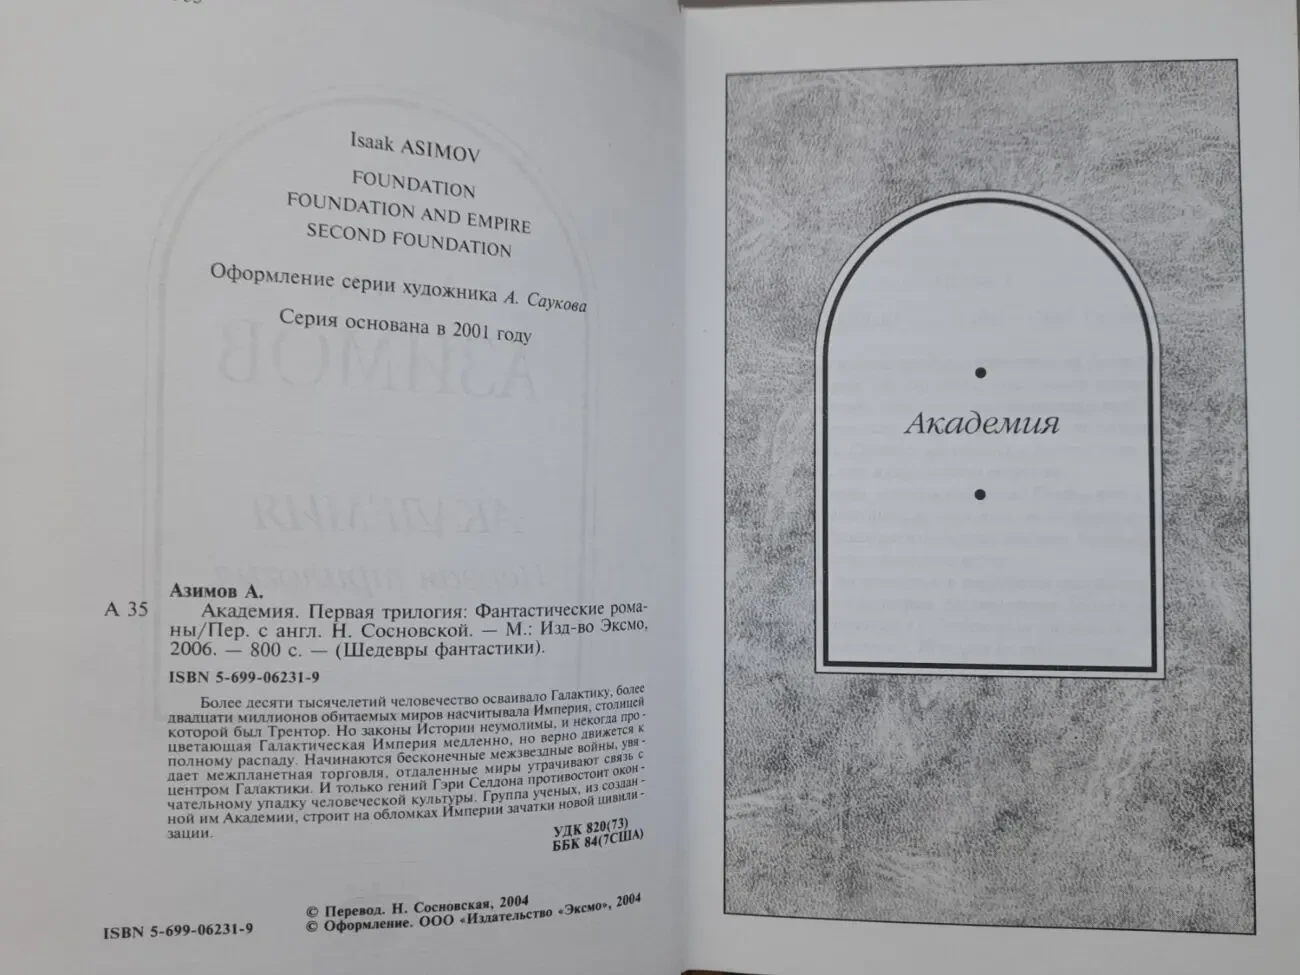 Isaak ASIMOV
FOUNDATION
FOUNDATION AND EMPIRE
SECOND FOUNDATION
Оформление серии художника А. Саукова
Серия основана в 2001 году
Азимов А.
А 35 Академия. Первая трилогия: Фантастические рома-
ны/Пер. с англ. Н. Сосновской. — М.: Изд-во Эксмо,
2006. — 800 с. — (Шедевры фантастики).
ISBN 5-699-06231-9
Более десяти тысячелетий человечество осваивало Галактику, более
двадцати миллионов обитаемых миров насчитывала Империя, столицей
которой был Трентор. Но законы Истории неумолимы, и некогда про-
цветающая Галактическая Империя медленно, но верно движется к
полному распаду. Начинаются бесконечные межзвездные войны, увя-
дает межпланетная торговля, отдаленные миры утрачивают связь с
центром Галактики. И только гений Гэри Селдона противостоит окон-
чательному упадку человеческой культуры. Группа ученых, из создан-
ной им Академии, строит на обломках Империи зачатки новой цивили-
зации.
УДК 820(73)
ББК 84(7США)
© Перевод. Н. Сосновская, 2004
ISBN 5-699-06231-9 © Оформление. ООО «Издательство «Эксмо», 2004
• Академия •